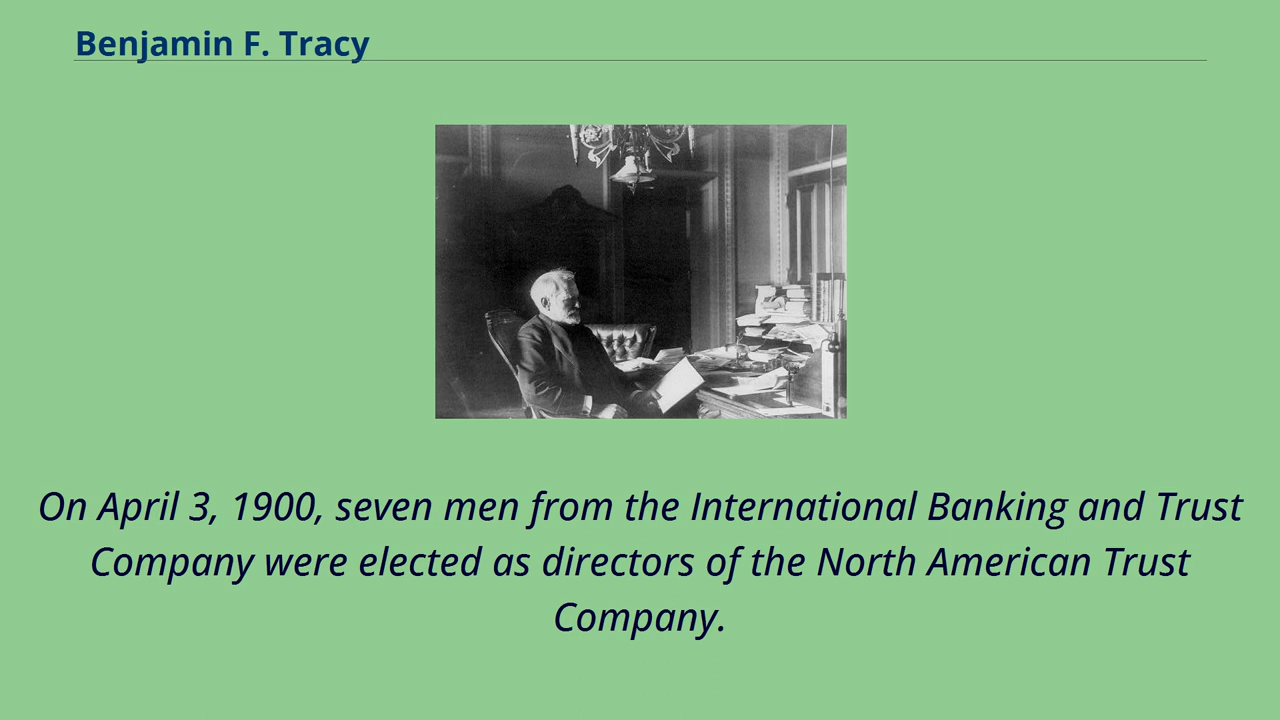 Benjamin F. Tracy
On April 3, 1900, seven men from the International Banking and Trust
Company were elected as directors of the North American Trust
Company.